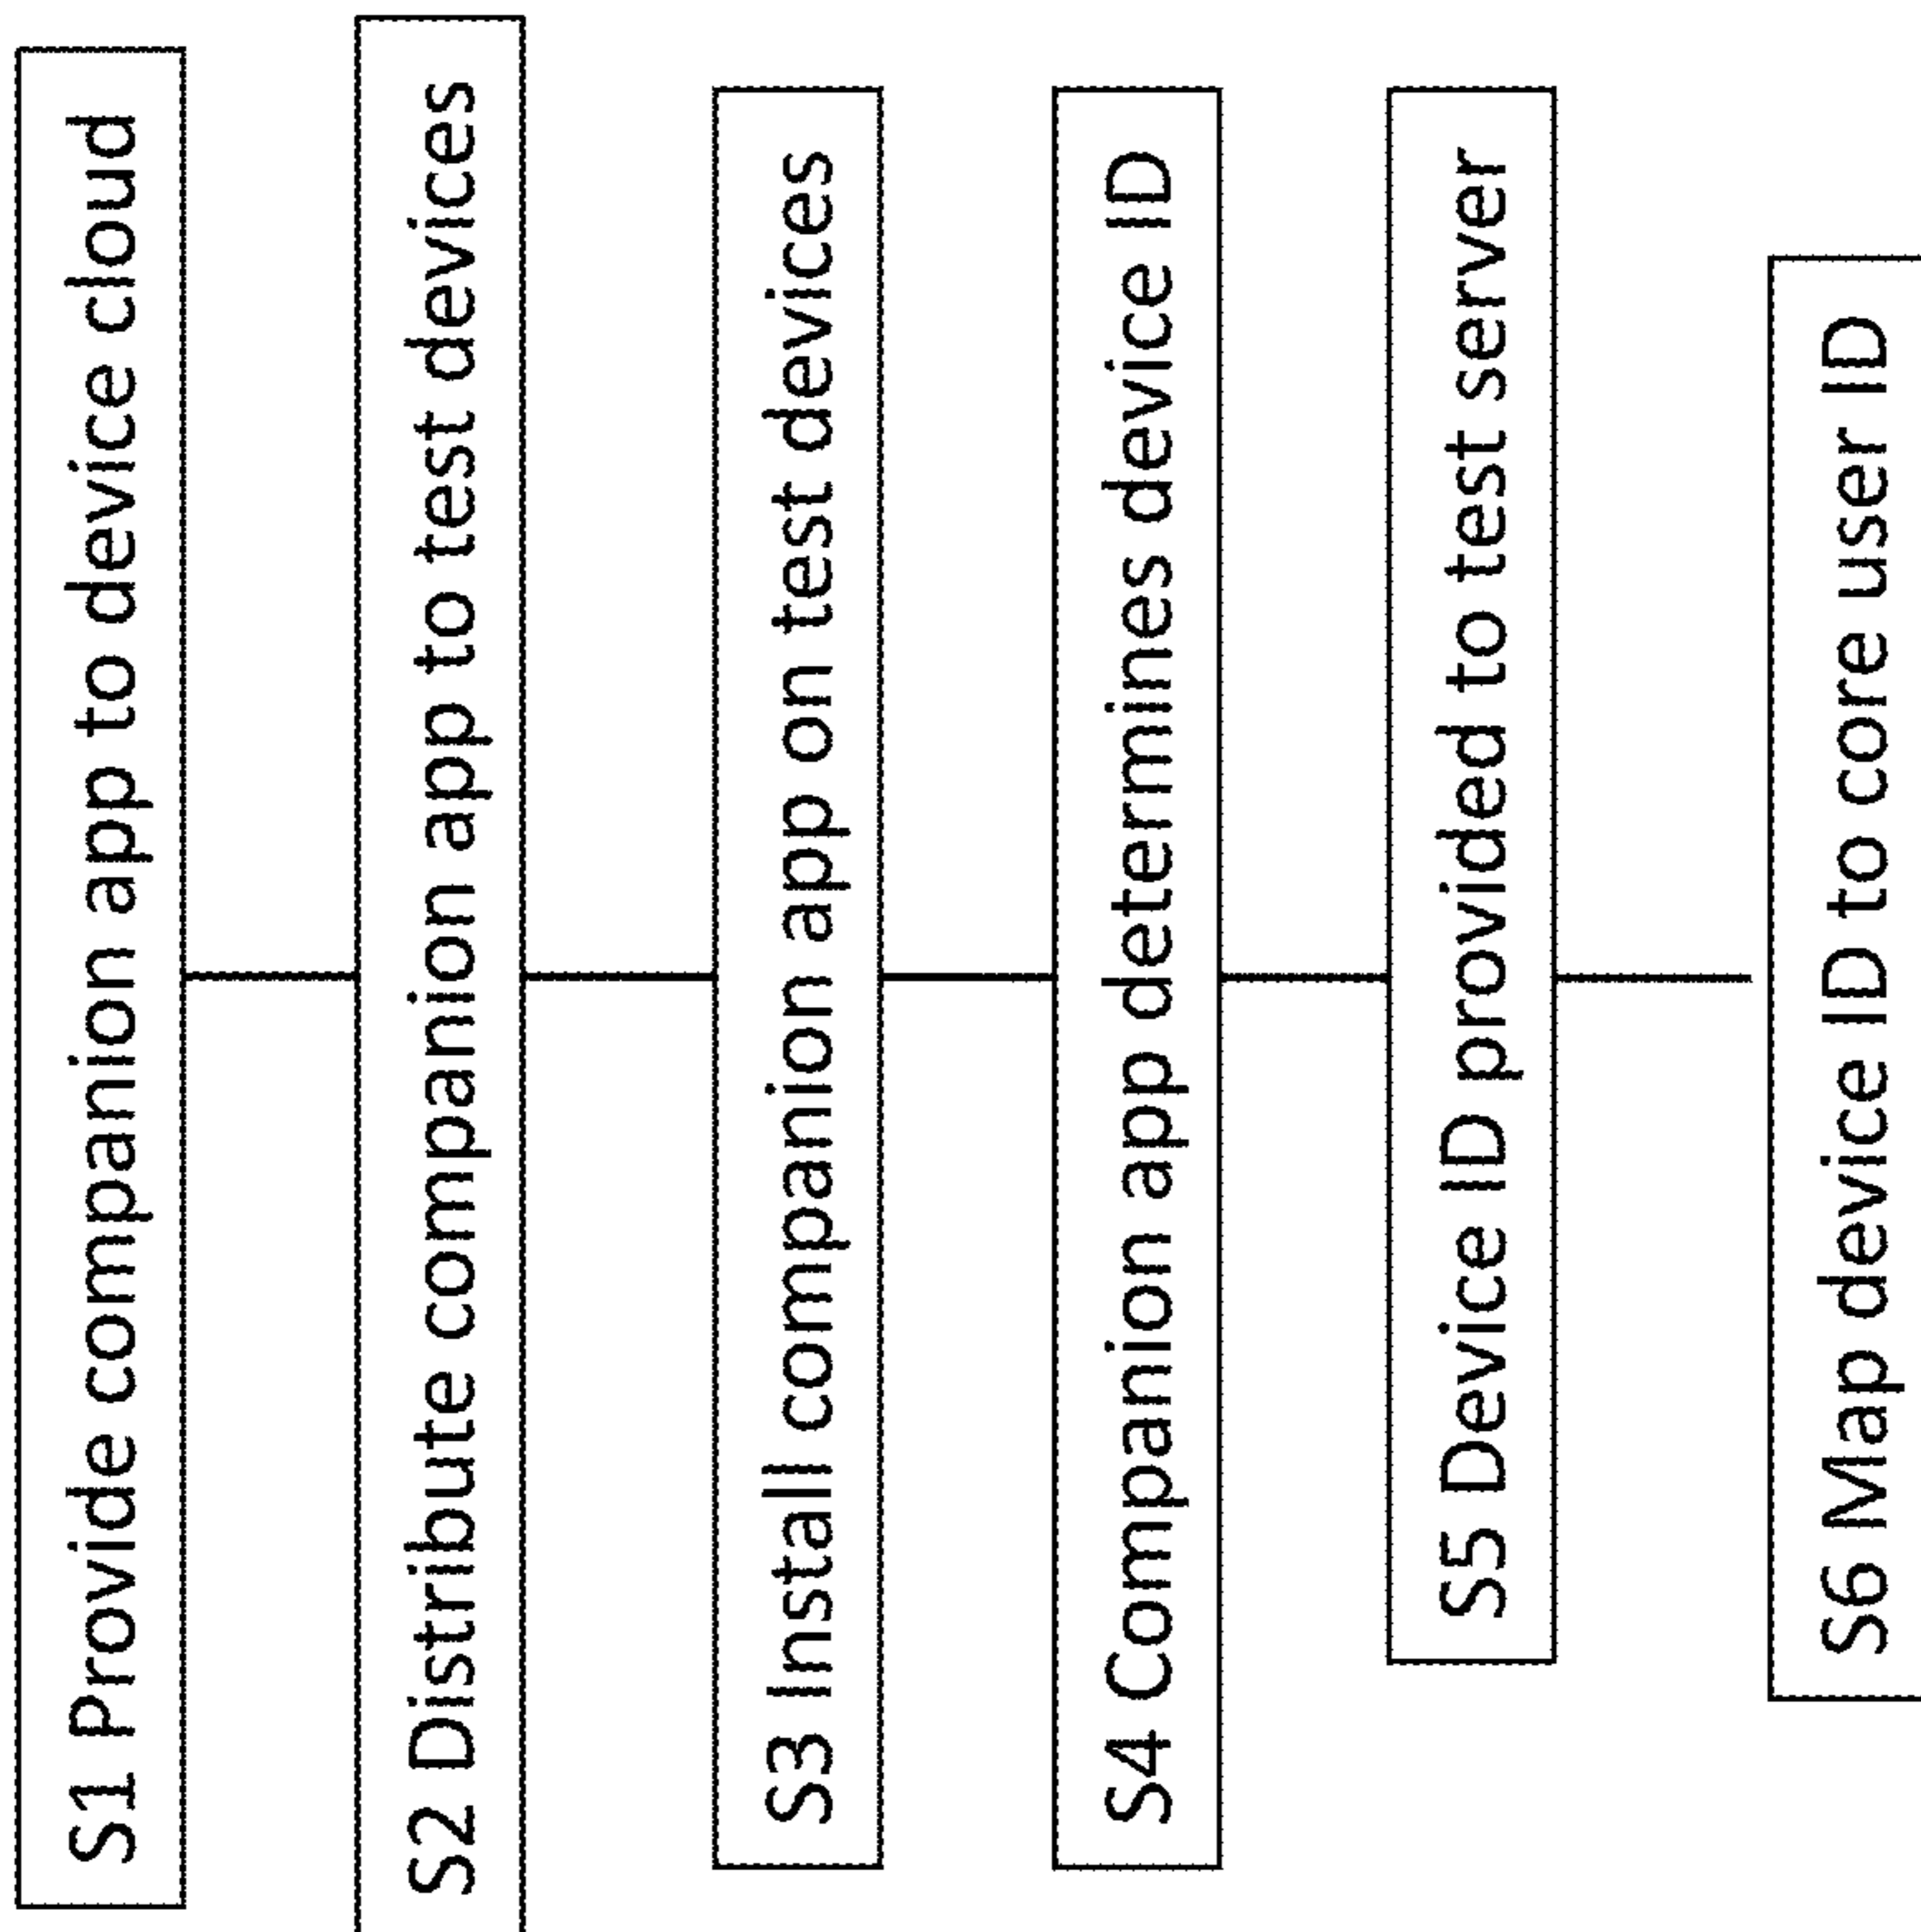 S1 Provide companion app to device cloud
S2 Distribute companion app to test devices
S3 Install companion app on test devices
S4 Companion app determines device ID
S5 Device ID provided to test server
S6 Map device ID to core user ID